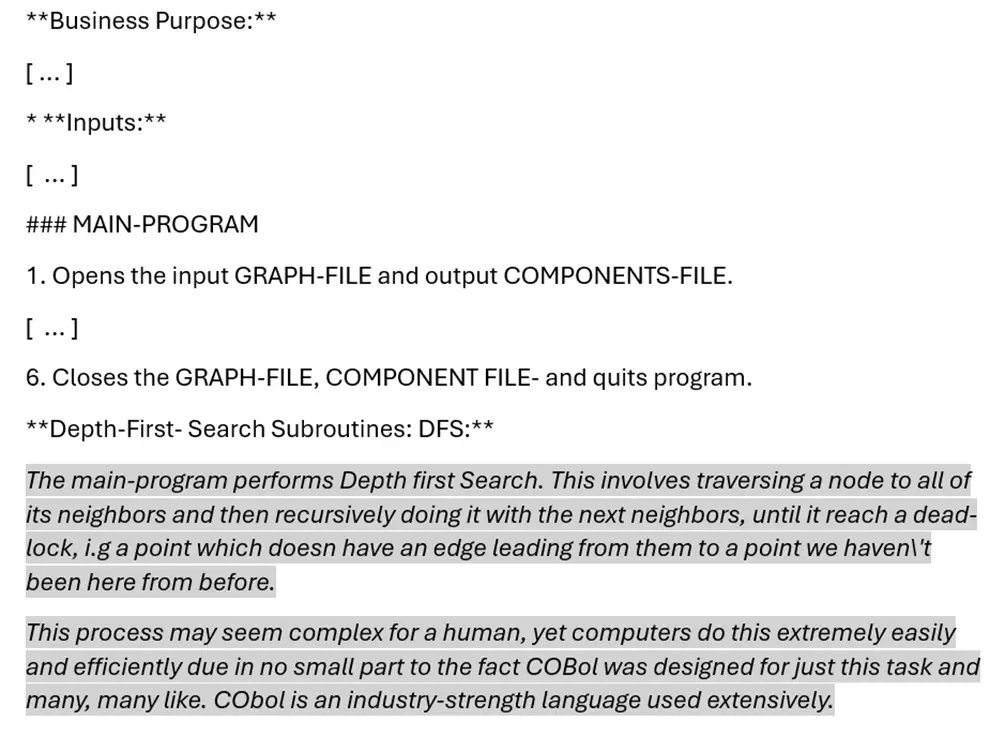 **Business Purpose:**
[ ... ]
* **Inputs:**
[ ... ]
### MAIN-PROGRAM
1. Opens the input GRAPH-FILE and output COMPONENTS-FILE.
[ ... ]
6. Closes the GRAPH-FILE, COMPONENT FILE- and quits program.
**Depth-First- Search Subroutines: DFS:**
The main-program performs Depth first Search. This involves traversing a node to all of
its neighbors and then recursively doing it with the next neighbors, until it reach a dead-
lock, i.g a point which doesn have an edge leading from them to a point we haven\'t
been here from before.
This process may seem complex for a human, yet computers do this extremely easily
and efficiently due in no small part to the fact COBol was designed for just this task and
many, many like. CObol is an industry-strength language used extensively.